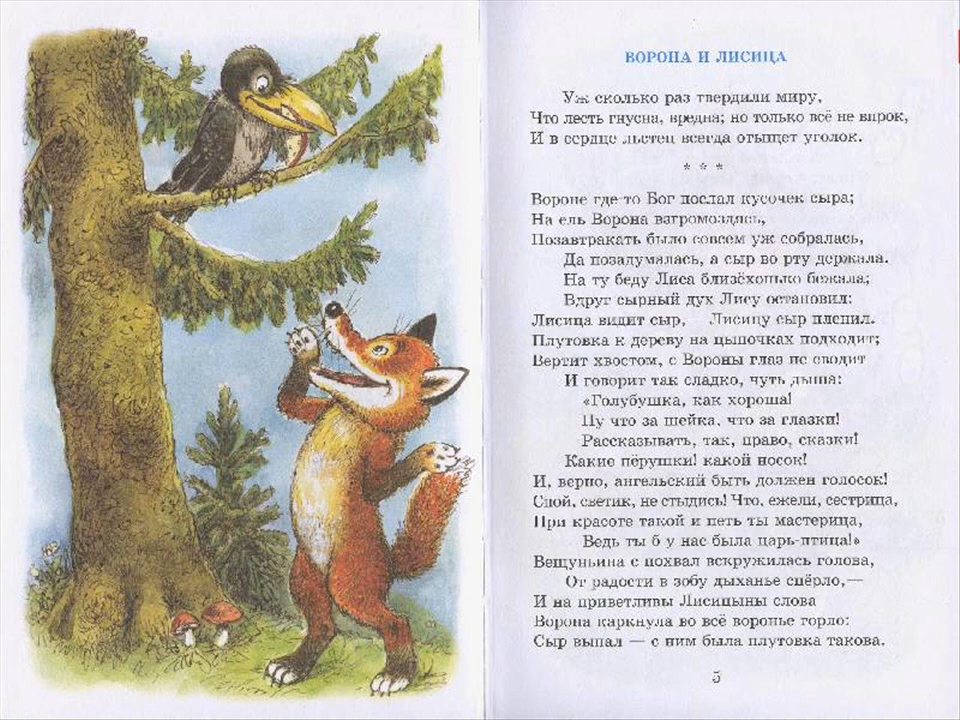 ВОРОНА И ЛИСИЦА
Уж сколько раз твердили миру,
Что лесть гнусна, вредна; но только всё не впрок,
И в сердце льстец всегда отыщет уголок.
* * *
Вороне где-то Бог послал кусочек сыра;
На ель Ворона взгромоздясь,
Позавтракать было совсем уж собралась,
Да позадумалась, а сыр во рту держала.
На ту беду Лиса близёхонько бежала;
Вдруг сырный дух Лису остановил:
Лисица видит сыр, Лисицу сыр пленил.
Плутовка к дереву на цыпочках подходит;
Вертит хвостом, с Вороны глаз не сводит
И говорит так сладко, чуть дыша:
«Голубушка, как хороша!
Ну что за шейка, что за глазки!
Рассказывать, так, право, сказки!
Какие пёрушки! какой носок!
И, верно, ангельский быть должен голосок!
Спой, светик, не стыдись! Что, ежели, сестрица,
При красоте такой и петь ты мастерица,
Ведь ты б у нас была царь-птица!»
Вещуньина с похвал вскружилась голова,
От радости в зобу дыханье спёрло,—
И на приветливы Лисицыны слова
Ворона каркнула во всё воронье горло:
Сыр выпал — с ним была плутовка такова.
5